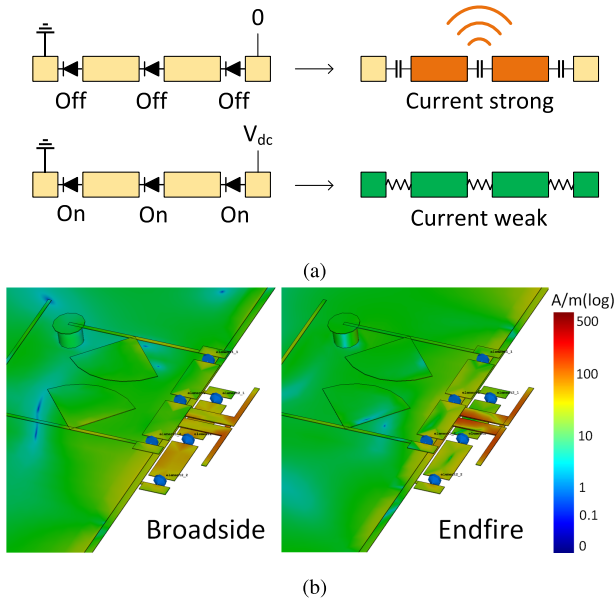 0
Off Off Off
Current strong
V_dc
On On On
Current weak
(a)
A/m(log)
500
100
10
1
0.1
0
Broadside
Endfire
(b)